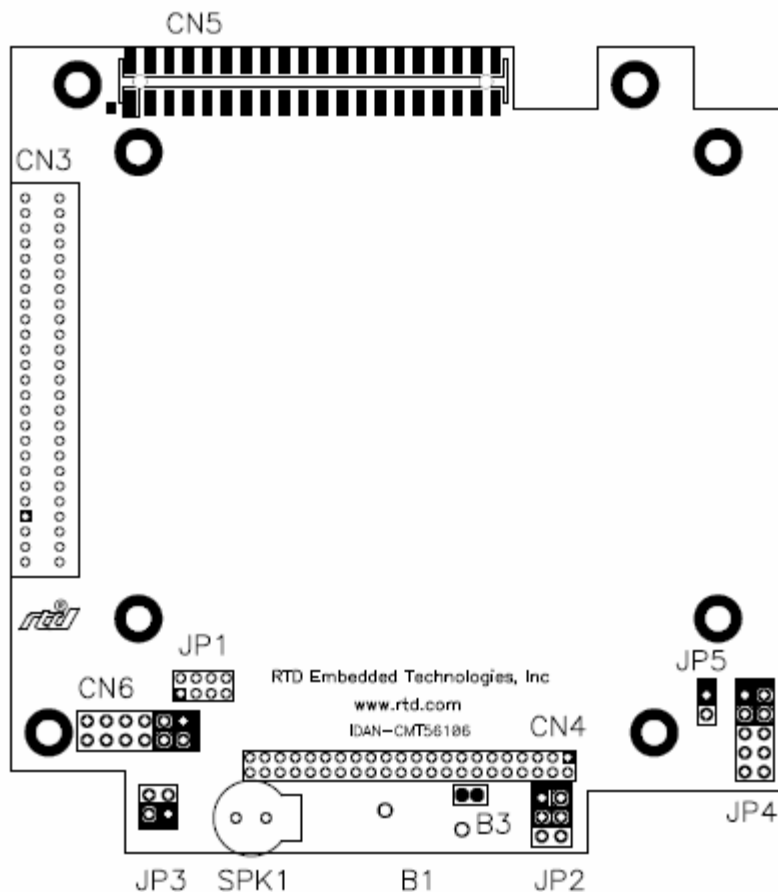 CN5
CN3
rtd®
JP1
CN6
RTD Embedded Technologies, Inc
www.rtd.com
IDAN-CMT56106
JP5
CN4
JP4
B3
JP3
SPK1
B1
JP2